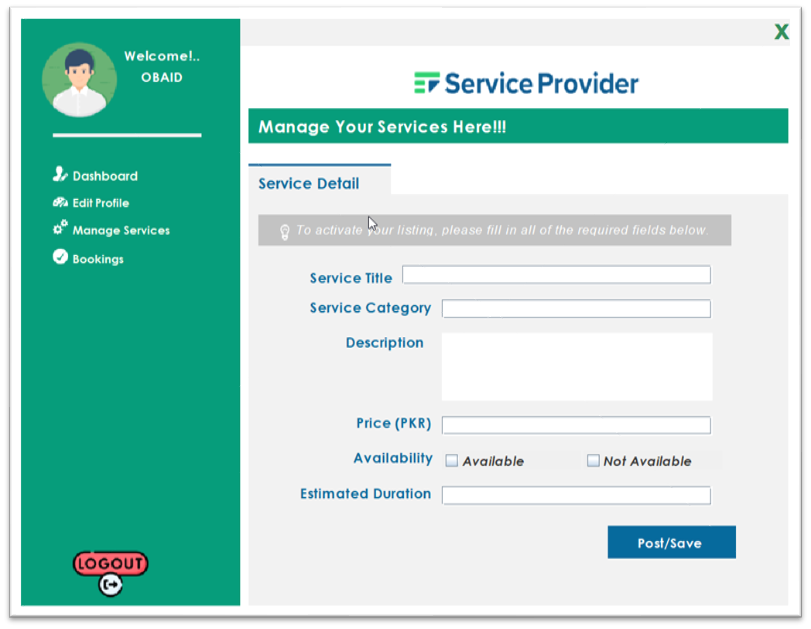 X
Welcome!..
OBAID
Service Provider
Manage Your Services Here!!!
Dashboard
Edit Profile
Manage Services
Bookings
LOGOUT
Service Detail
To activate your listing, please fill in all of the required fields below.
Service Title
Service Category
Description
Price (PKR)
Availability Available Not Available
Estimated Duration
Post/Save